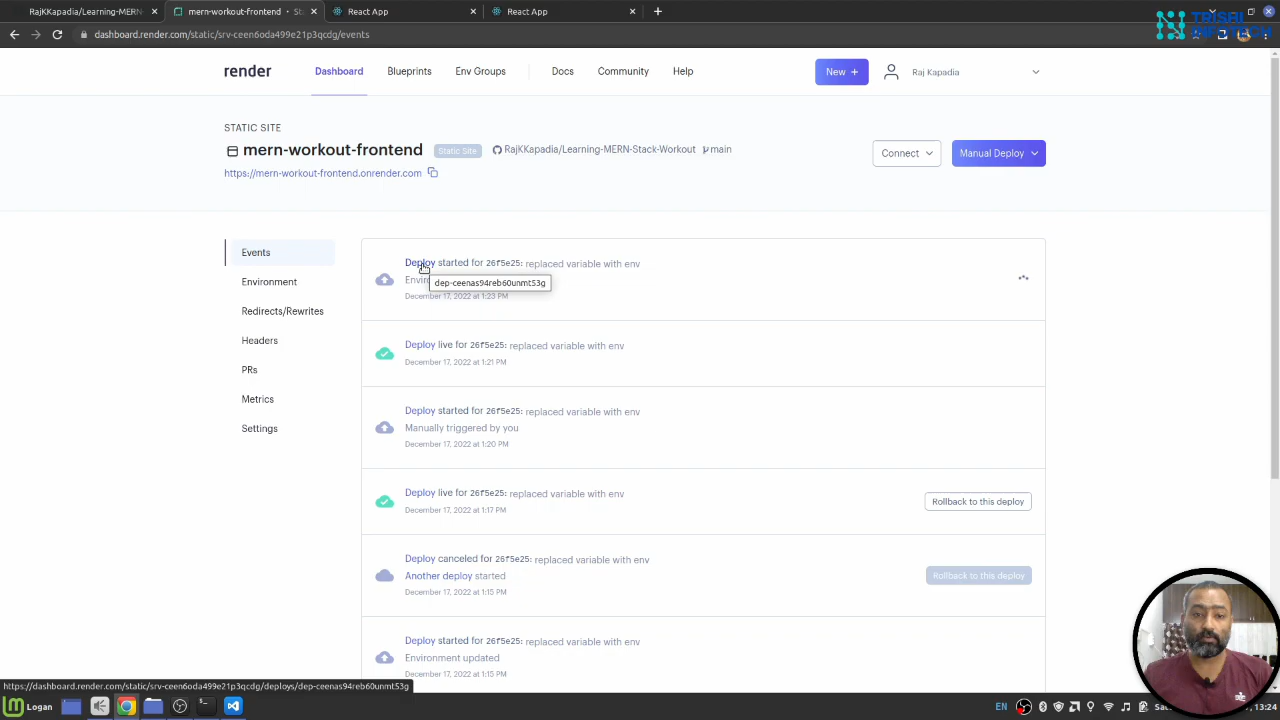 RajKKapadia/Learning-MERN-
mern-workout-frontend • Sta
React App
React App
dashboard.render.com/static/srv-ceen6oda499e21p3qcdg/events
TRISHI
INFOTECH
render
Dashboard
Blueprints
Env Groups
Docs
Community
Help
New +
Raj Kapadia
STATIC SITE
mern-workout-frontend
Static Site
RajKKapadia/Learning-MERN-Stack-Workout
main
Connect
Manual Deploy
https://mern-workout-frontend.onrender.com
Events
Environment
Redirects/Rewrites
Headers
PRs
Metrics
Settings
Deploy started for 26f5e25: replaced variable with env
Enviro
dep-ceenas94reb60unmt53g
December 17, 2022 at 1:23 PM
Deploy live for 26f5e25: replaced variable with env
December 17, 2022 at 1:21 PM
Deploy started for 26f5e25: replaced variable with env
Manually triggered by you
December 17, 2022 at 1:20 PM
Deploy live for 26f5e25: replaced variable with env
December 17, 2022 at 1:17 PM
Rollback to this deploy
Deploy canceled for 26f5e25: replaced variable with env
Another deploy started
December 17, 2022 at 1:15 PM
Rollback to this deploy
Deploy started for 26f5e25: replaced variable with env
Environment updated
December 17, 2022 at 1:15 PM
https://dashboard.render.com/static/srv-ceen6oda499e21p3qcdg/deploys/dep-ceenas94reb60unmt53g
Logan
EN
13:24